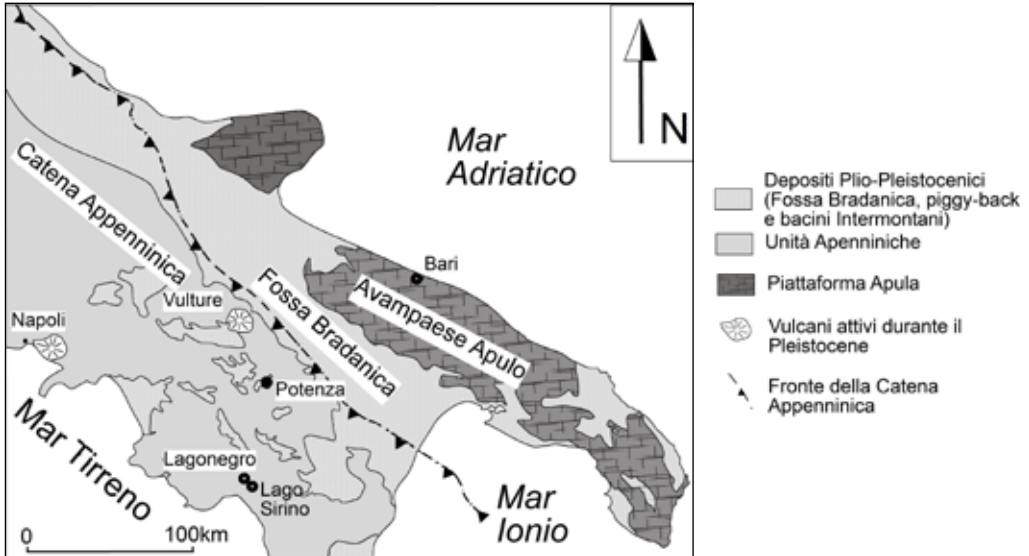 Mar
Adriatico
N
Catena Appenninica
Vulture
Napoli
Fossa Bradanica
Bari
Avampaese Apulo
Potenza
Mar Tirreno
Lagonegro
Lago
Sirino
Mar
Ionio
0
100km
Depositi Plio-Pleistocenici
(Fossa Bradanica, piggy-back
e bacini Intermontani)
Unità Apenniniche
Piattaforma Apula
Vulcani attivi durante il
Pleistocene
Fronte della Catena
Appenninica